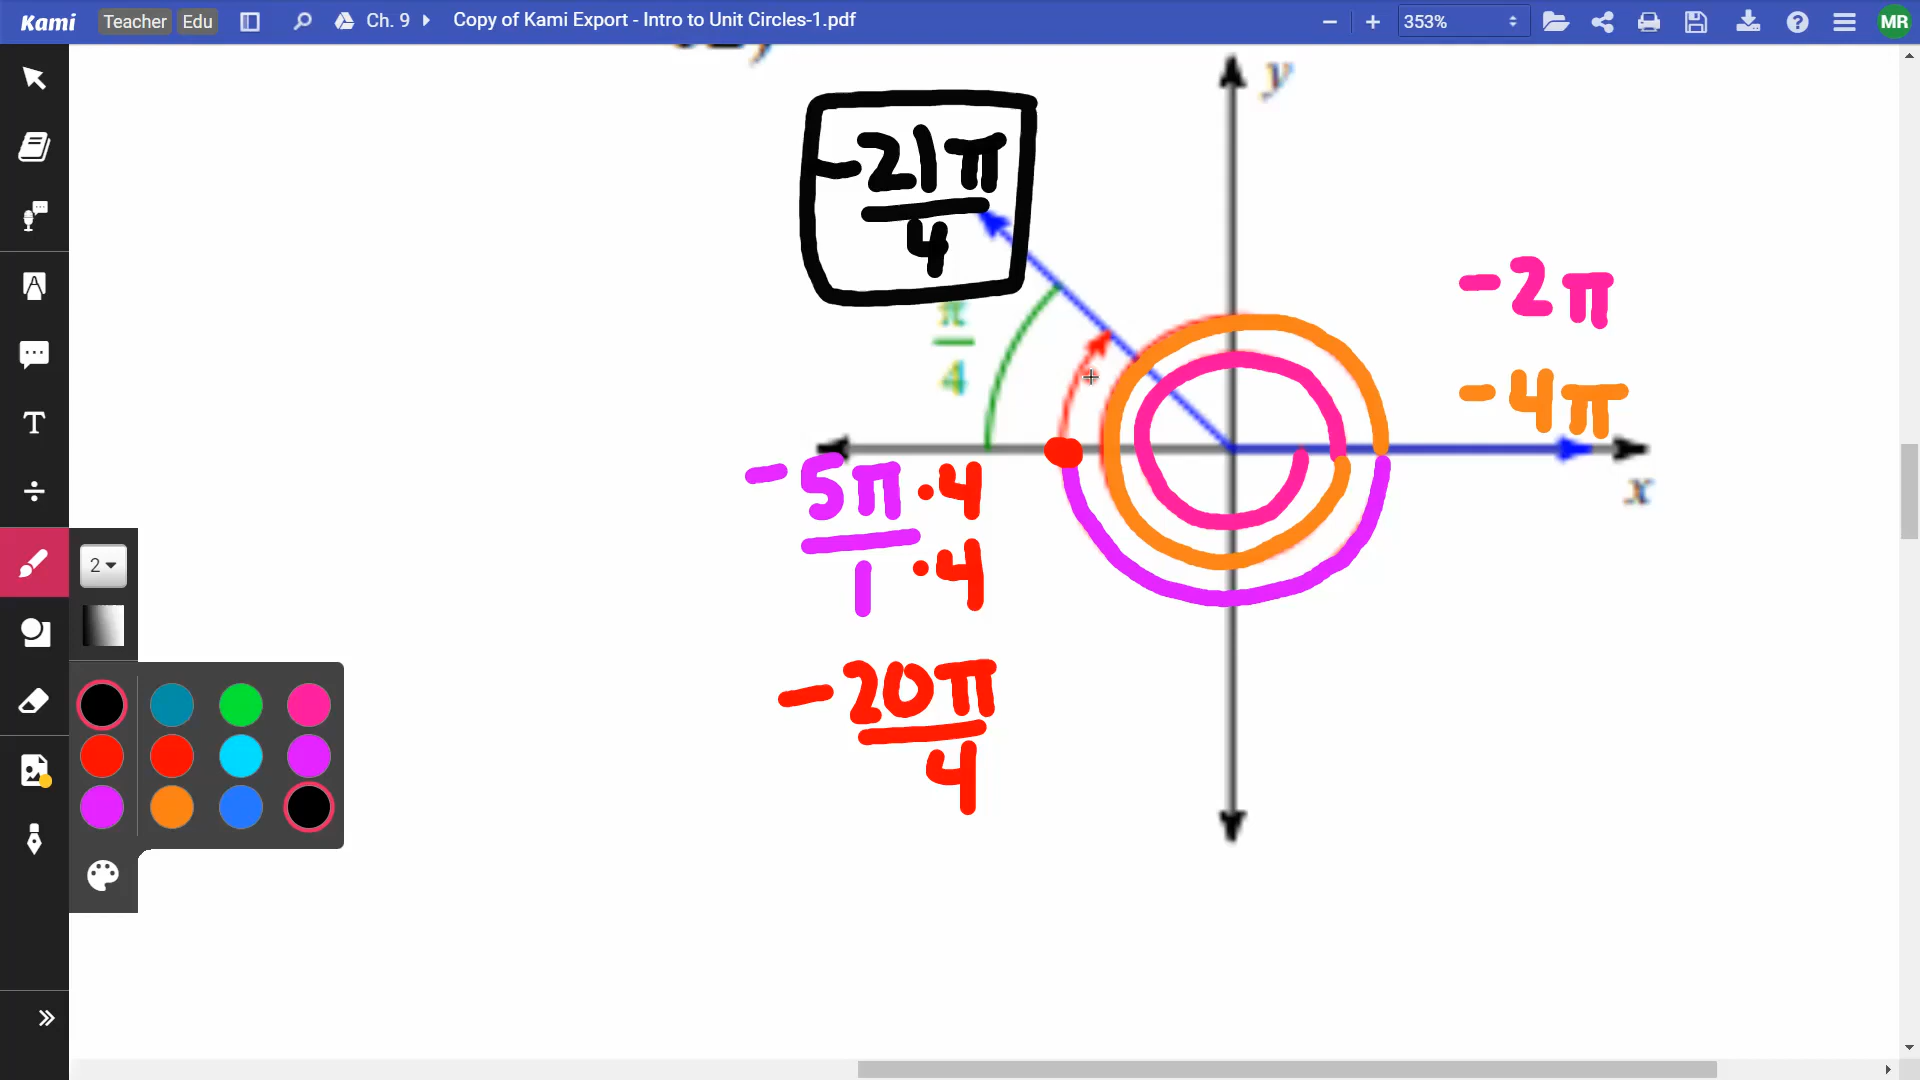 Kami Teacher Edu Ch. 9 Copy of Kami Export - Intro to Unit Circles-1.pdf 353% MR
y
-21π
4
-2π
π
4
-4π
x
-5π · 4
1 · 4
-20π
4
T
2